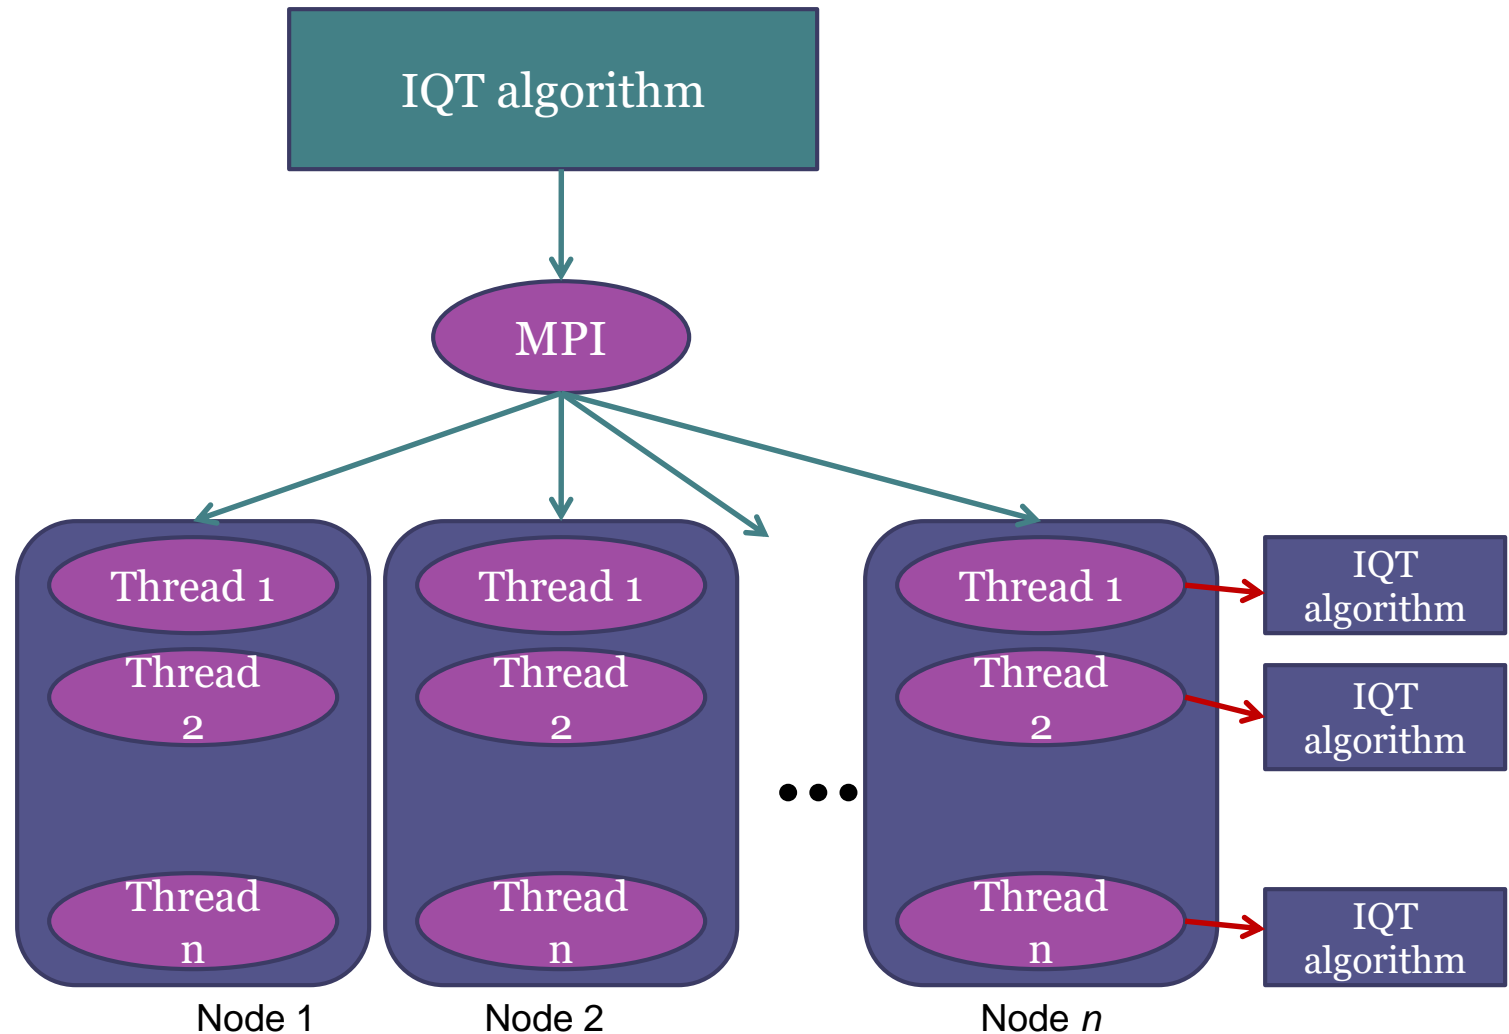 IQT algorithm
MPI
Thread 1
Thread
2
Thread
n
Node 1
Thread 1
Thread
2
Thread
n
Node 2
•••
Thread 1
Thread
2
Thread
n
Node n
IQT
algorithm
IQT
algorithm
IQT
algorithm